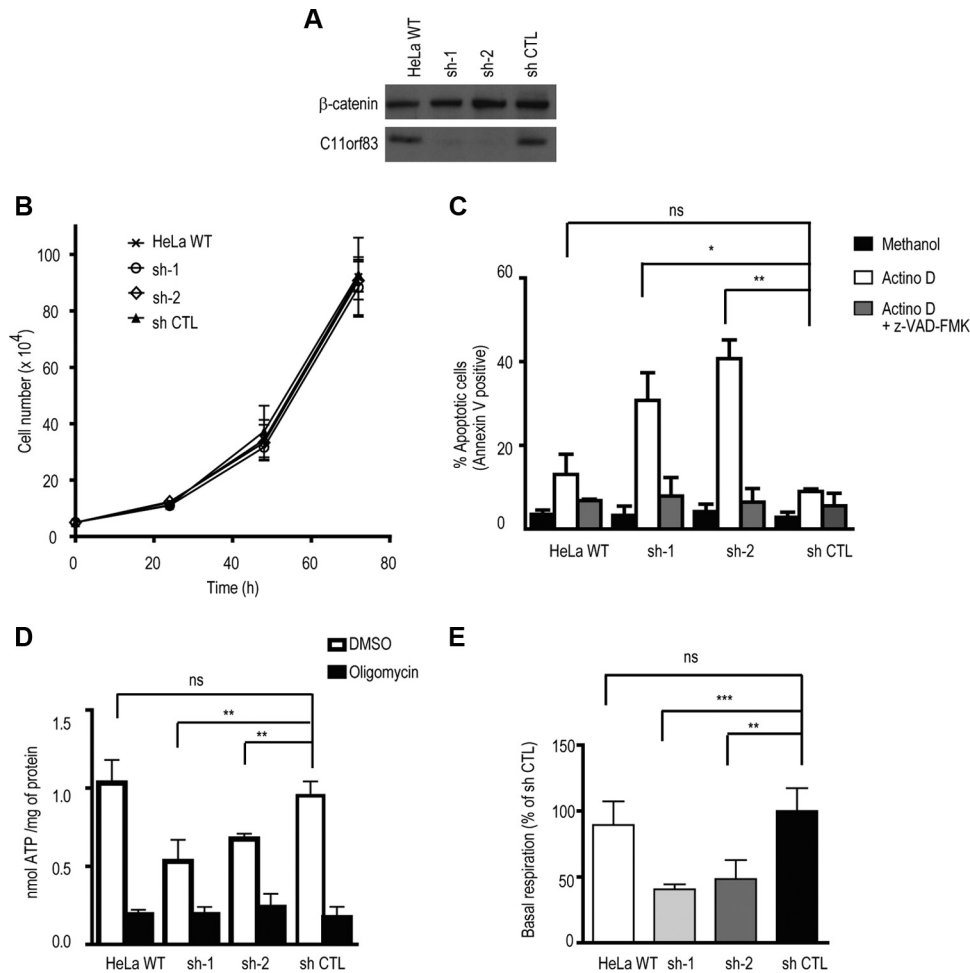 A
HeLa WT
sh-1
sh-2
sh CTL
β-catenin
C11orf83
B
HeLa WT
sh-1
sh-2
sh CTL
Cell number (x 10⁴)
100
80
60
40
20
0
0 20 40 60 80
Time (h)
C
ns
*
**
Methanol
Actino D
Actino D
+ z-VAD-FMK
% Apoptotic cells
(Annexin V positive)
60
40
20
0
HeLa WT sh-1 sh-2 sh CTL
D
DMSO
Oligomycin
ns
**
**
nmol ATP /mg of protein
1.5
1.0
0.5
0.0
HeLa WT sh-1 sh-2 sh CTL
E
ns
***
**
Basal respiration (% of sh CTL)
150
100
50
0
HeLa WT sh-1 sh-2 sh CTL